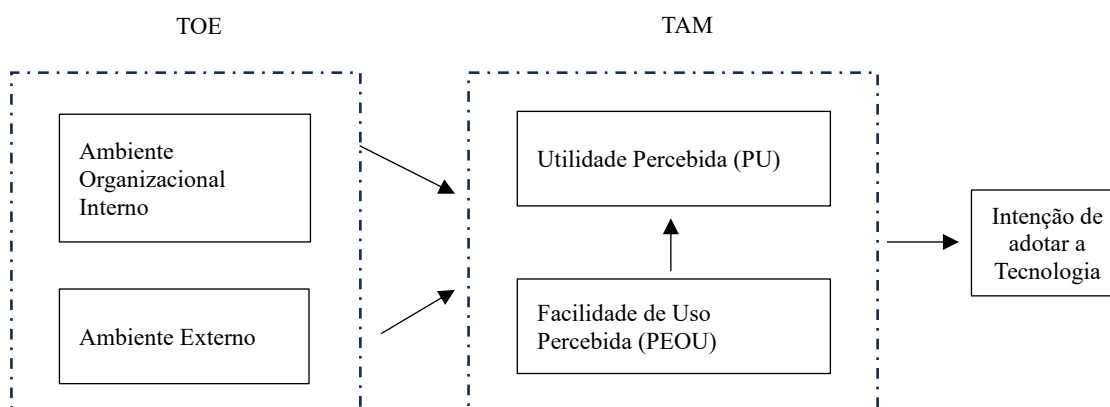 TOE
TAM
Ambiente
Organizacional
Interno
Ambiente Externo
Utilidade Percebida (PU)
Facilidade de Uso
Percebida (PEOU)
Intenção de
adotar a
Tecnologia